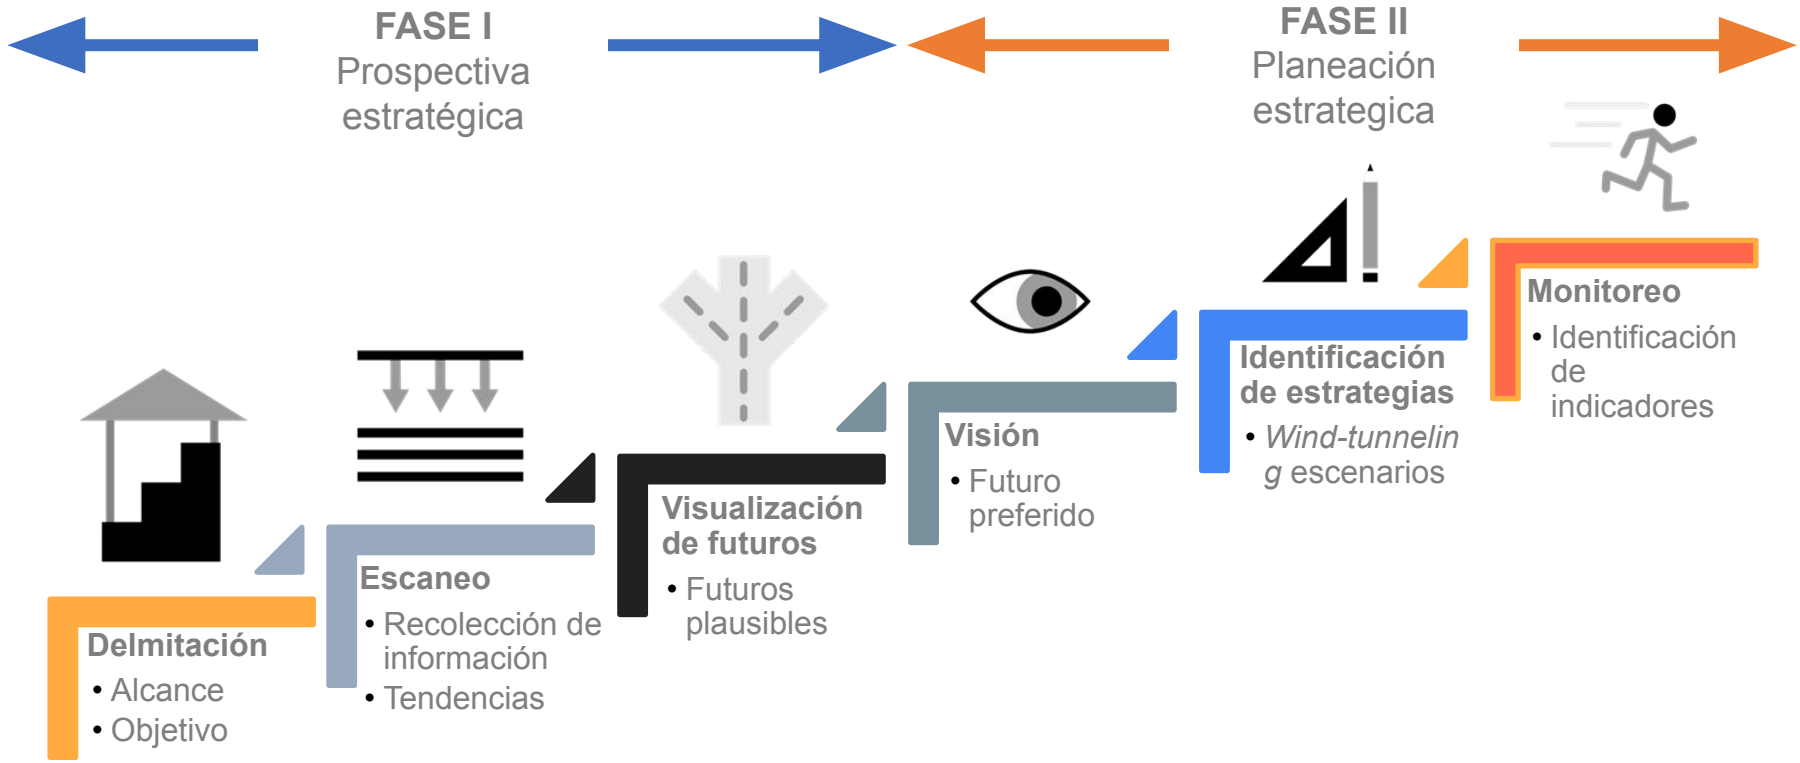 FASE I
Prospectiva
estratégica
FASE II
Planeación
estrategica
Delmitación
• Alcance
• Objetivo
Escaneo
• Recolección de
información
• Tendencias
Visualización
de futuros
• Futuros
plausibles
Visión
• Futuro
preferido
Identificación
de estrategias
• Wind-tunnelin
g escenarios
Monitoreo
• Identificación
de
indicadores